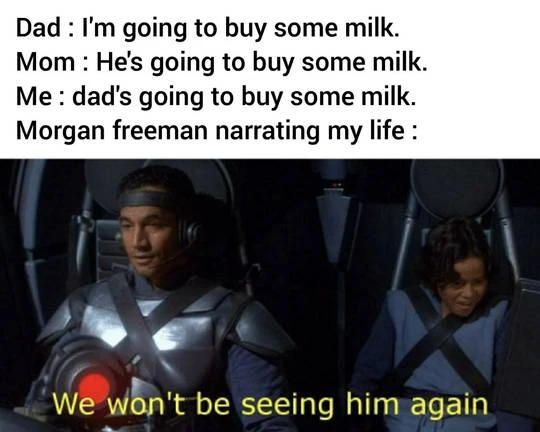 Dad : I'm going to buy some milk.
Mom : He's going to buy some milk.
Me : dad's going to buy some milk.
Morgan freeman narrating my life :
We won't be seeing him again